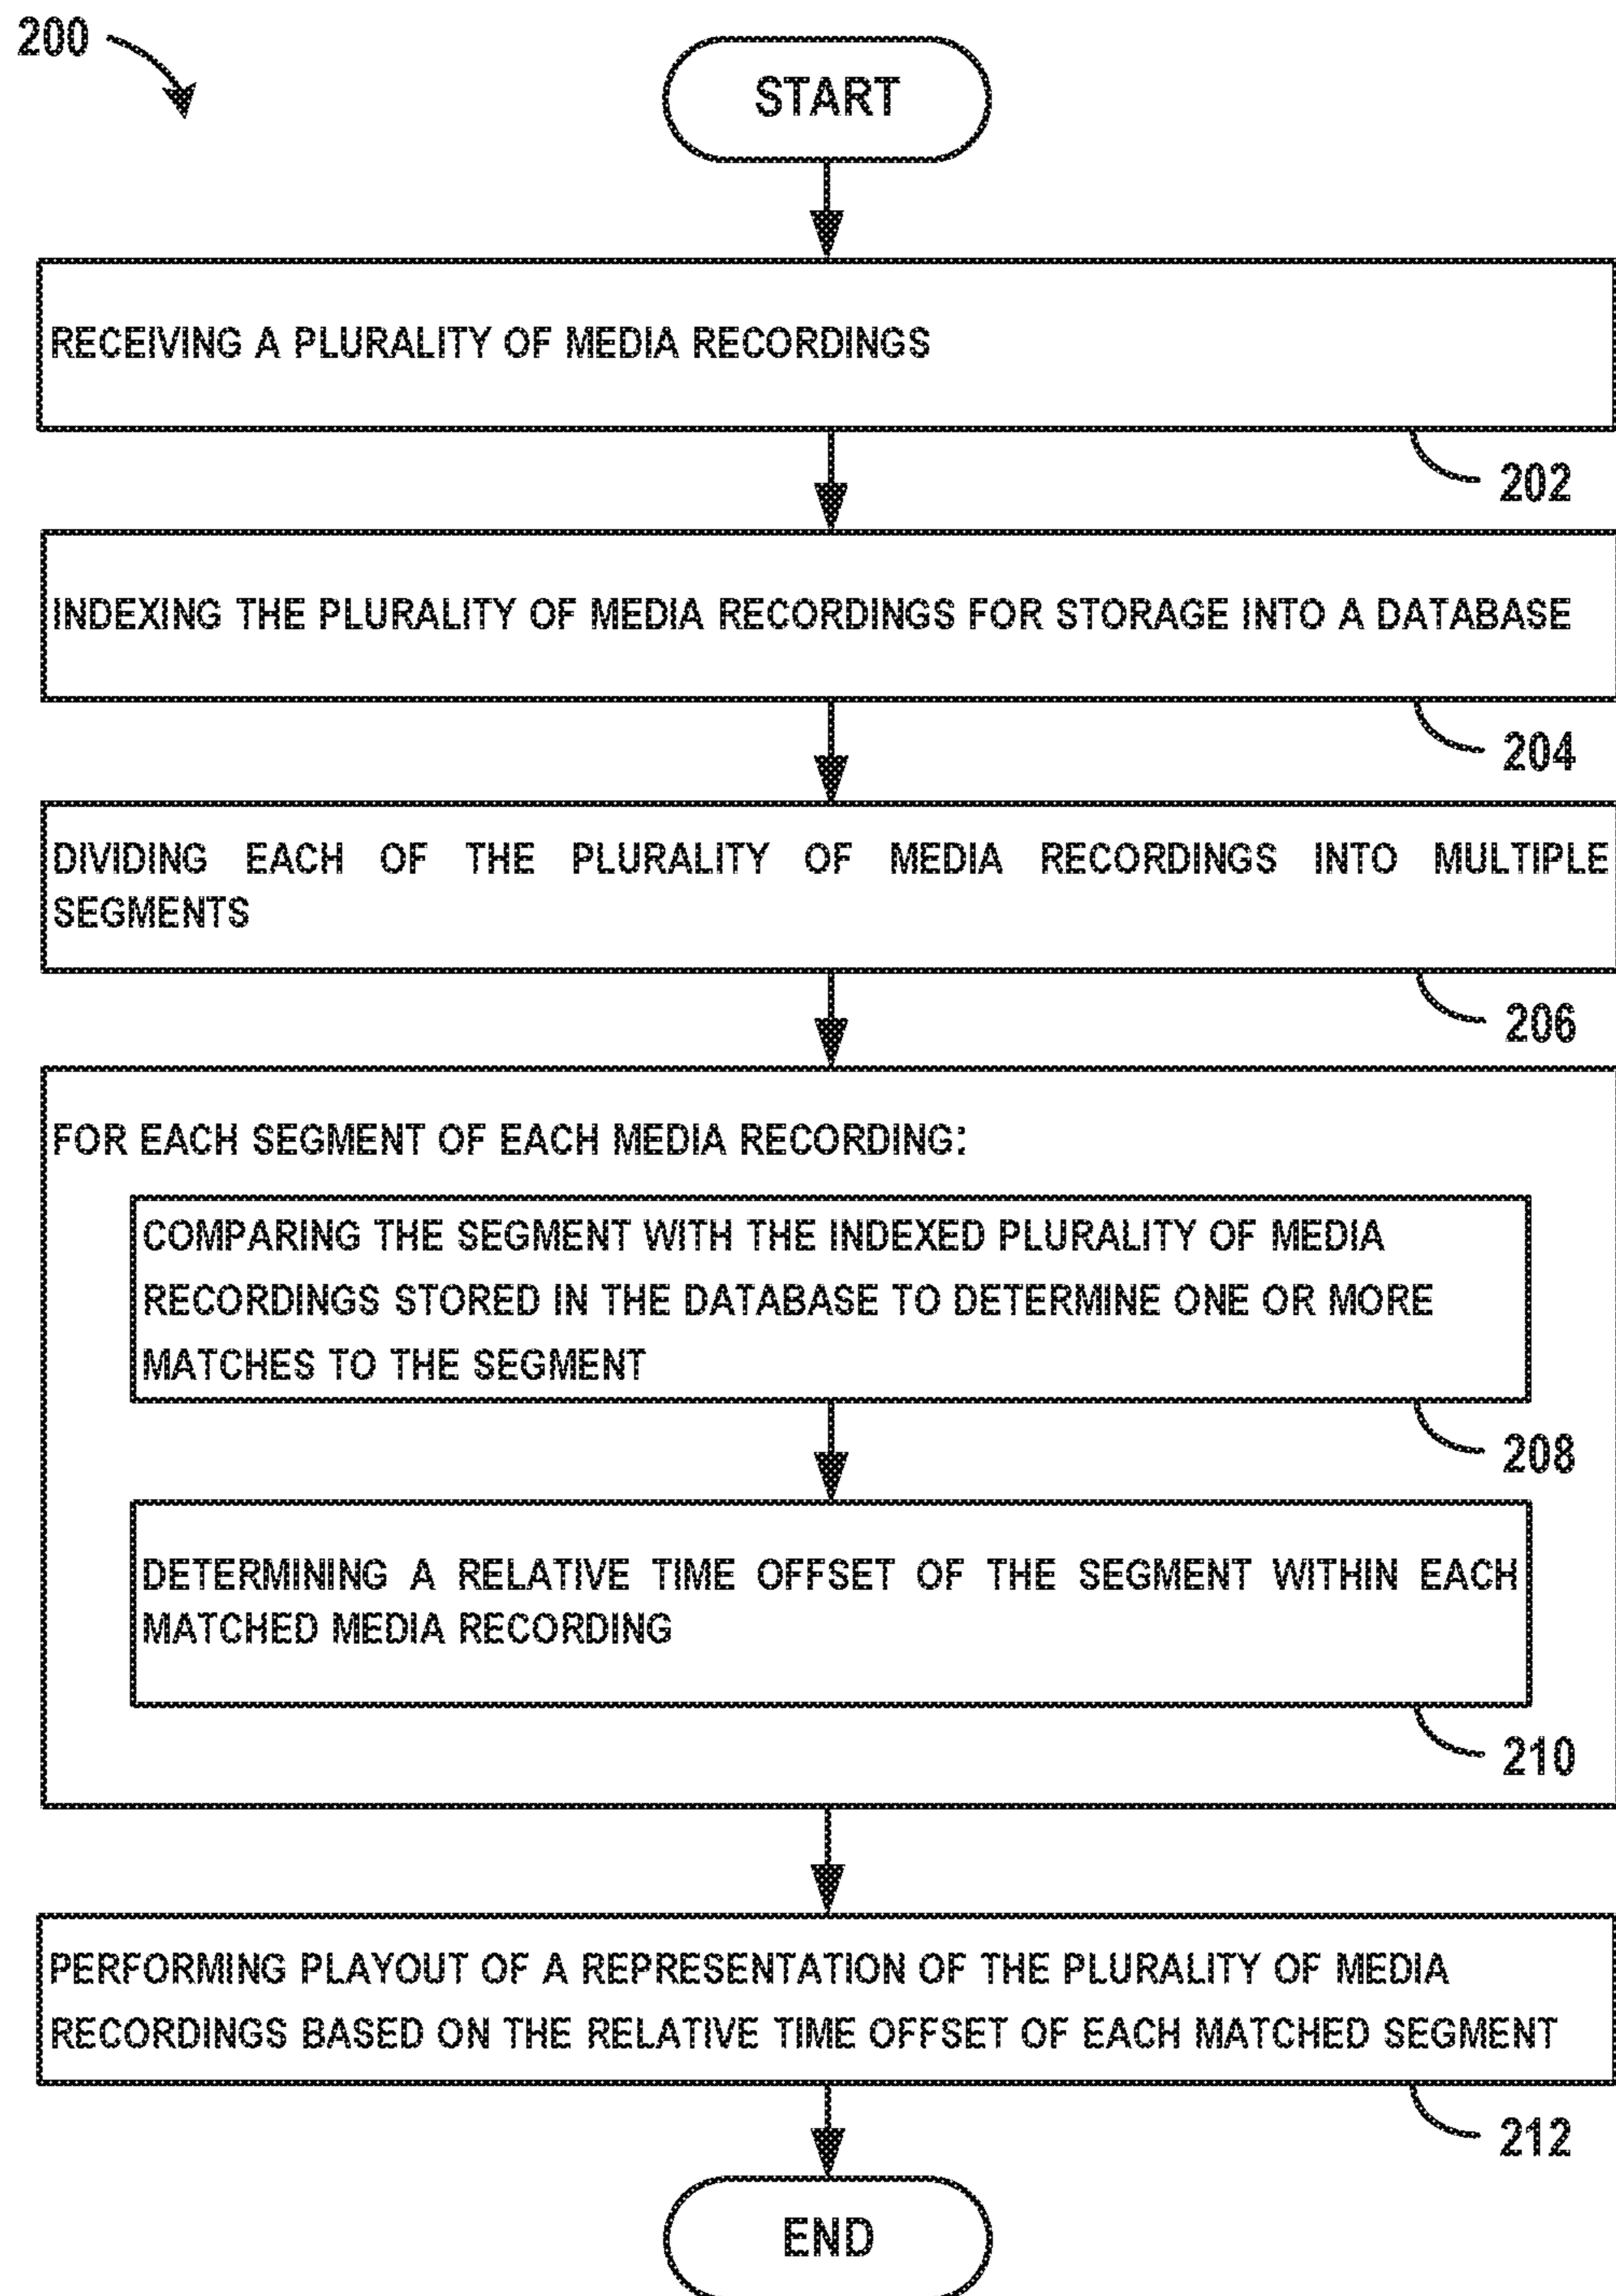 200
START
RECEIVING A PLURALITY OF MEDIA RECORDINGS
202
INDEXING THE PLURALITY OF MEDIA RECORDINGS FOR STORAGE INTO A DATABASE
204
DIVIDING EACH OF THE PLURALITY OF MEDIA RECORDINGS INTO MULTIPLE
SEGMENTS
206
FOR EACH SEGMENT OF EACH MEDIA RECORDING:
COMPARING THE SEGMENT WITH THE INDEXED PLURALITY OF MEDIA
RECORDINGS STORED IN THE DATABASE TO DETERMINE ONE OR MORE
MATCHES TO THE SEGMENT
208
DETERMINING A RELATIVE TIME OFFSET OF THE SEGMENT WITHIN EACH
MATCHED MEDIA RECORDING
210
PERFORMING PLAYOUT OF A REPRESENTATION OF THE PLURALITY OF MEDIA
RECORDINGS BASED ON THE RELATIVE TIME OFFSET OF EACH MATCHED SEGMENT
212
END